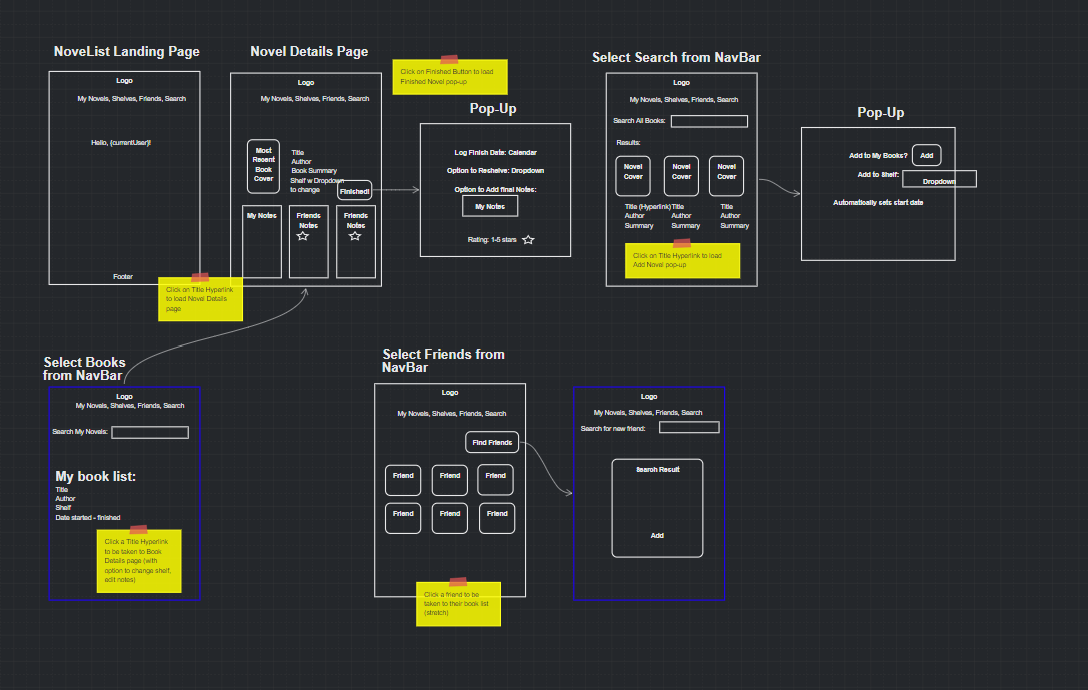 NoveList Landing Page
Logo
My Novels, Shelves, Friends, Search
Hello, {currentUser}!
Footer
Click on Title Hyperlink
to load Novel Details
page
Novel Details Page
Logo
My Novels, Shelves, Friends, Search
Most
Recent
Book
Cover
Title
Author
Book Summary
Shelf w Dropdown
to change
Finished!
My Notes
Friends
Notes
Friends
Notes
Click on Finished Button to load
Finished Novel pop-up
Pop-Up
Log Finish Date: Calendar
Option to Reshelve: Dropdown
Option to Add final Notes:
My Notes
Rating: 1-5 stars
Select Search from NavBar
Logo
My Novels, Shelves, Friends, Search
Search All Books:
Results:
Novel
Cover
Novel
Cover
Novel
Cover
Title (Hyperlink)
Author
Summary
Title
Author
Summary
Title
Author
Summary
Click on Title Hyperlink to load
Add Novel pop-up
Pop-Up
Add to My Books?
Add
Add to Shelf:
Dropdown
Automatically sets start date
Select Books
from NavBar
Logo
My Novels, Shelves, Friends, Search
Search My Novels:
My book list:
Title
Author
Shelf
Date started - finished
Click a Title Hyperlink
to be taken to Book
Details page (with
option to change shelf,
edit notes)
Select Friends from
NavBar
Logo
My Novels, Shelves, Friends, Search
Find Friends
Friend
Friend
Friend
Friend
Friend
Friend
Click a friend to be
taken to their book list
(stretch)
Logo
My Novels, Shelves, Friends, Search
Search for new friend:
Search Result
Add